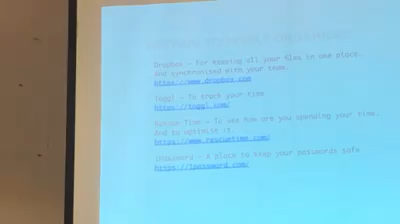 Dropbox – For keeping all your files in one place.
And synchronised with your team.
https://www.dropbox.com
Toggl – To track your time
https://toggl.com/
Rescue Time – To see how are you spending your time.
And to optimise it.
https://www.rescuetime.com/
1Password – A place to keep your passwords safe
https://1password.com/